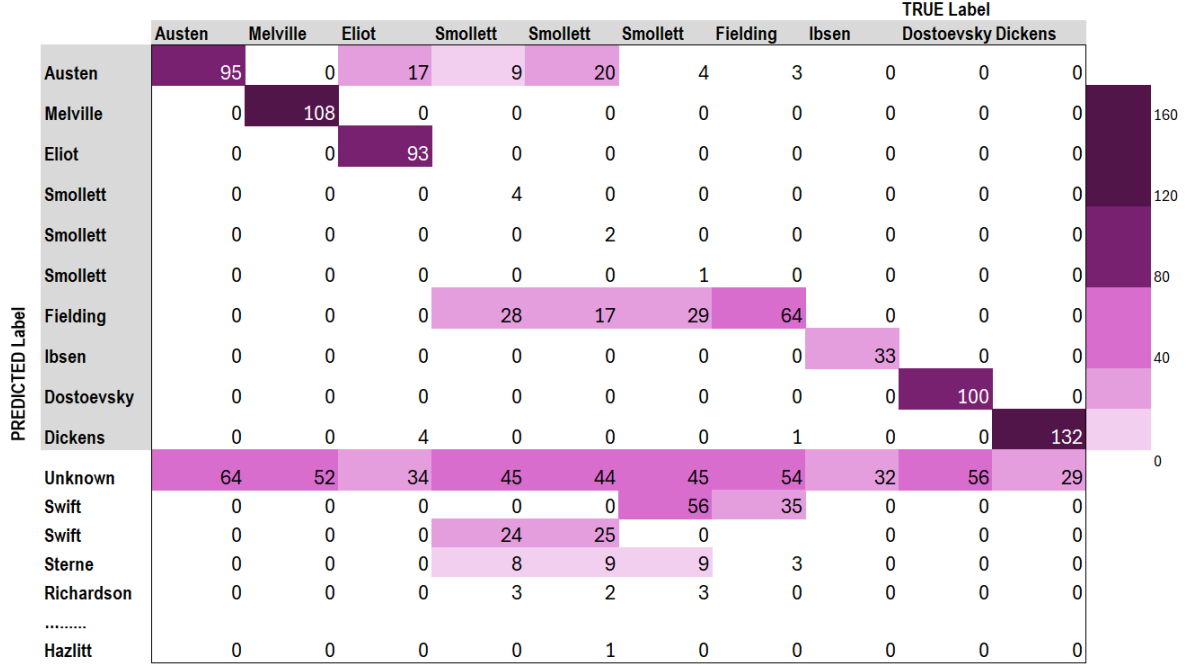 TRUE Label
Austen Melville Eliot Smollett Smollett Smollett Fielding Ibsen Dostoevsky Dickens
Austen 95 0 17 9 20 4 3 0 0 0
Melville 0 108 0 0 0 0 0 0 0 0
Eliot 0 0 93 0 0 0 0 0 0 0
Smollett 0 0 0 4 0 0 0 0 0 0
Smollett 0 0 0 0 2 0 0 0 0 0
Smollett 0 0 0 0 0 1 0 0 0 0
Fielding 0 0 0 28 17 29 64 0 0 0
Ibsen 0 0 0 0 0 0 0 33 0 0
Dostoevsky 0 0 0 0 0 0 0 0 100 0
Dickens 0 0 4 0 0 0 1 0 0 132
Unknown 64 52 34 45 44 45 54 32 56 29
Swift 0 0 0 0 0 56 35 0 0 0
Swift 0 0 0 24 25 0 0 0 0
Sterne 0 0 0 8 9 9 3 0 0 0
Richardson 0 0 0 3 2 3 0 0 0 0
.........
Hazlitt 0 0 0 0 1 0 0 0 0 0
PREDICTED Label
160
120
80
40
0